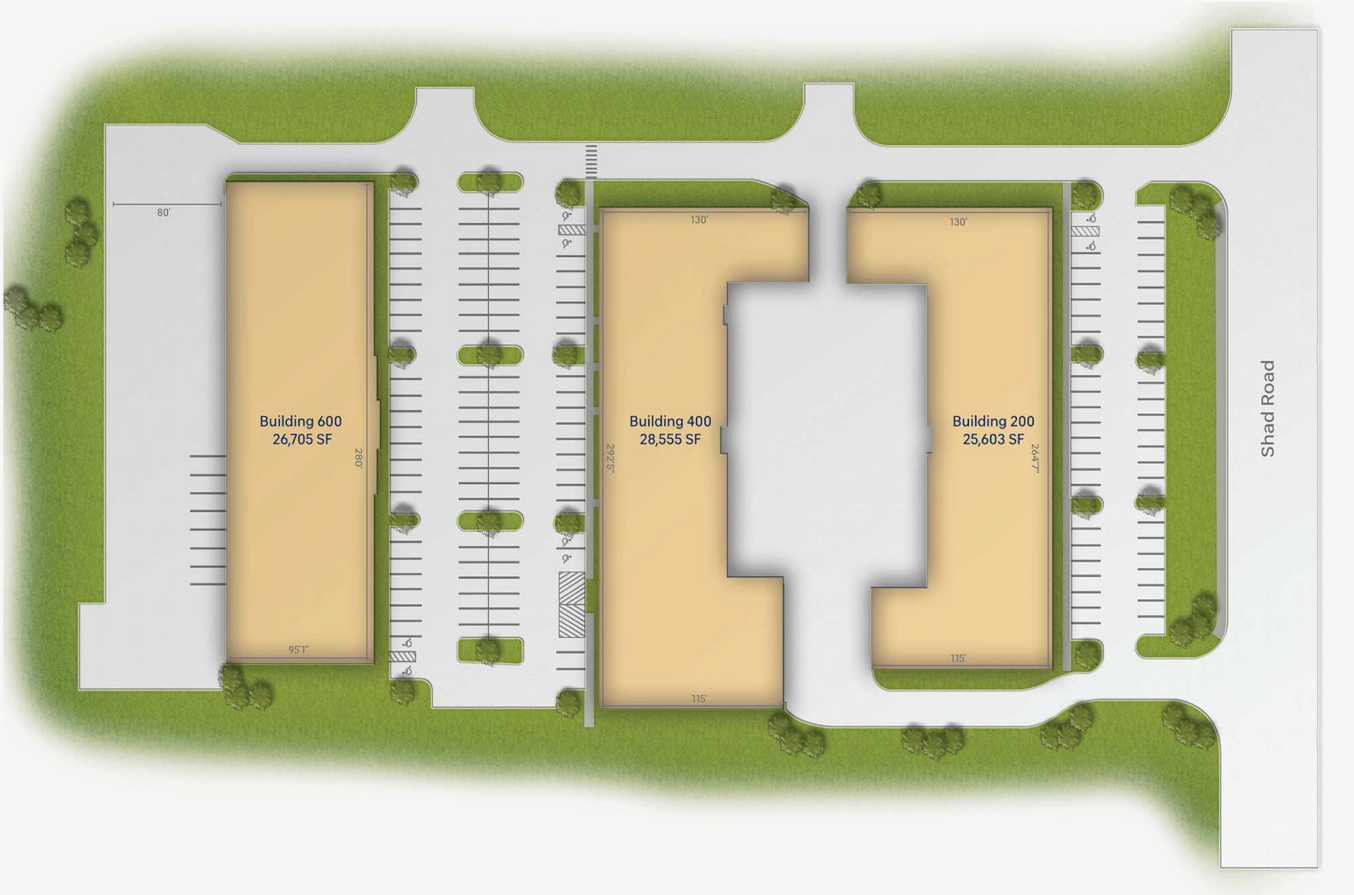 80'
130'
130'
Building 600
26,705 SF
Building 400
28,555 SF
Building 200
25,603 SF
280'
292'5"
264'7"
Shad Road
95'1"
115'
115'